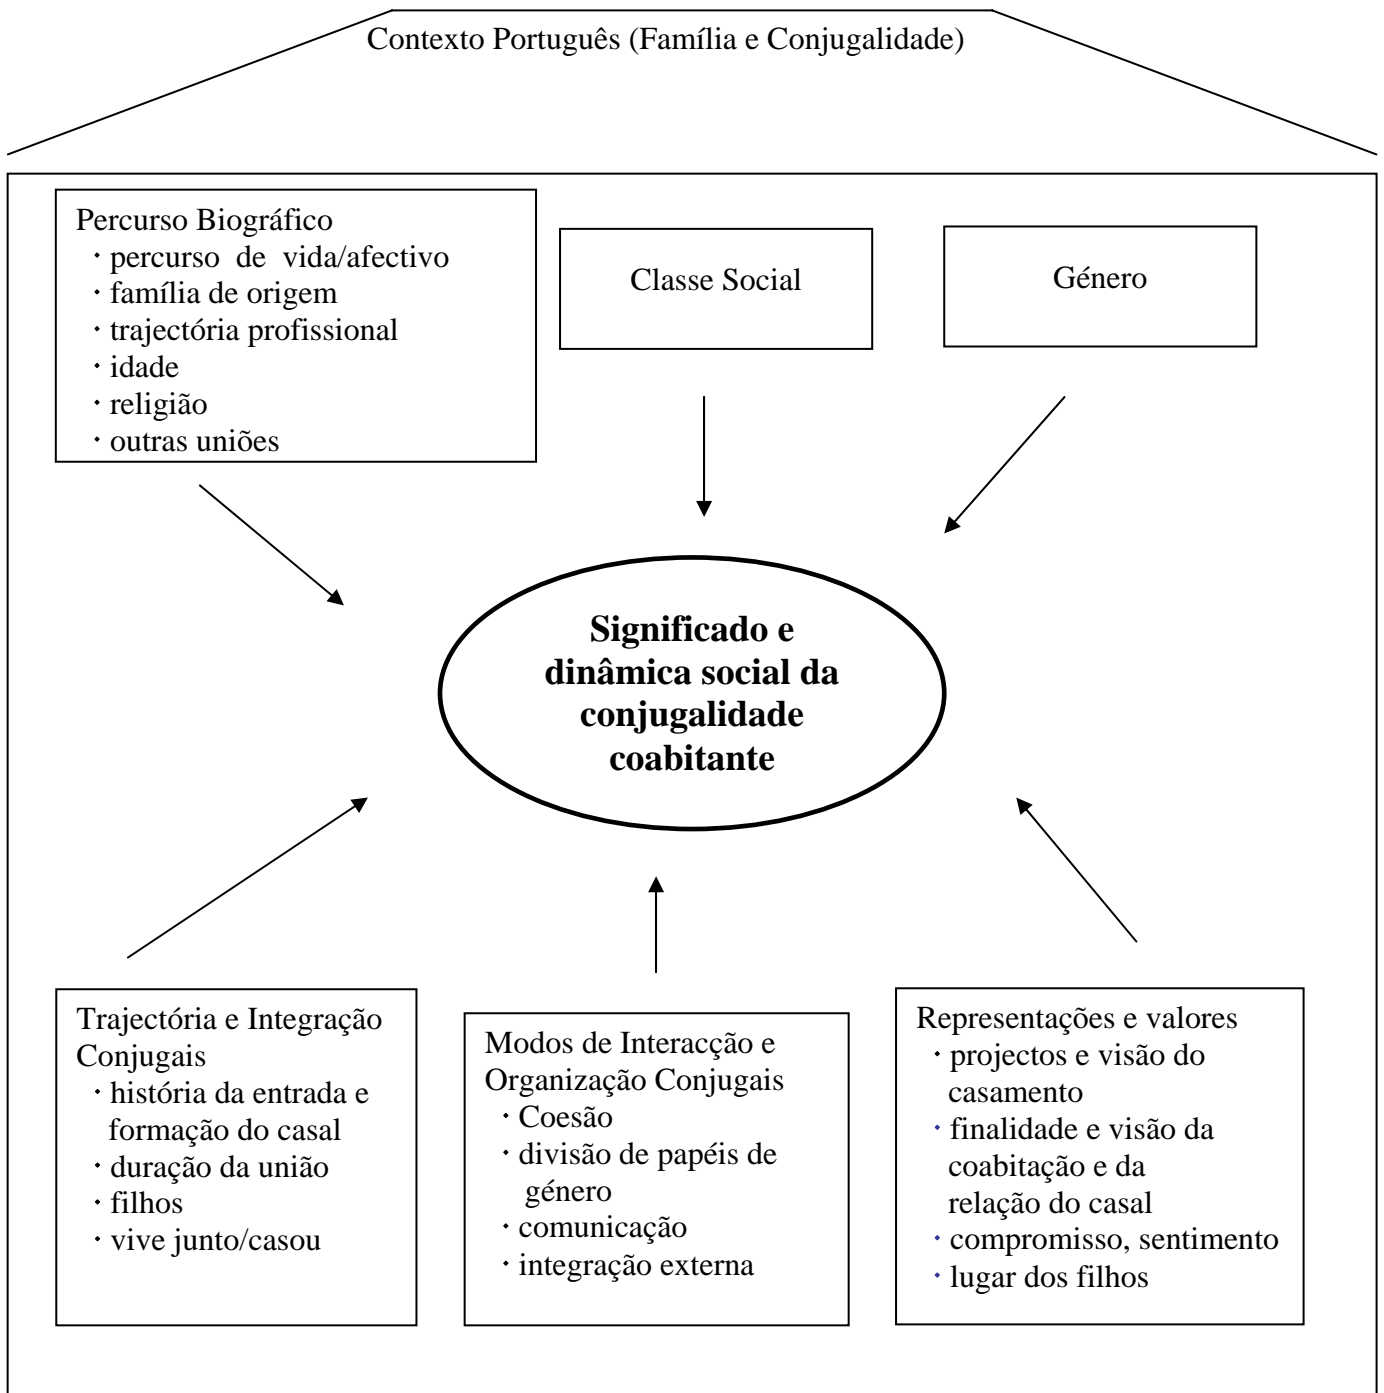 Contexto Português (Família e Conjugalidade)
Percurso Biográfico
· percurso de vida/afectivo
· família de origem
· trajectória profissional
· idade
· religião
· outras uniões
Classe Social
Género
Significado e
dinâmica social da
conjugalidade
coabitante
Trajectória e Integração
Conjugais
· história da entrada e
formação do casal
· duração da união
· filhos
· vive junto/casou
Modos de Interacção e
Organização Conjugais
· Coesão
· divisão de papéis de
género
· comunicação
· integração externa
Representações e valores
· projectos e visão do
casamento
· finalidade e visão da
coabitação e da
relação do casal
· compromisso, sentimento
· lugar dos filhos